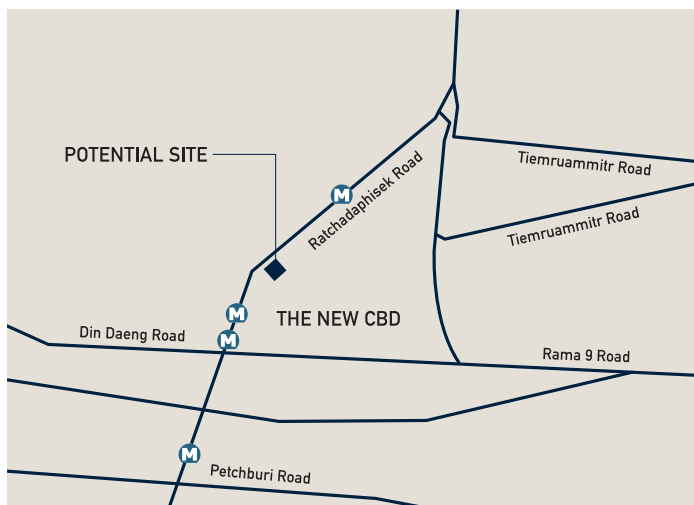 POTENTIAL SITE
Tiemruammitr Road
M
Ratchadaphisek Road
Tiemruammitr Road
M
THE NEW CBD
Din Daeng Road
M
Rama 9 Road
M
Petchburi Road